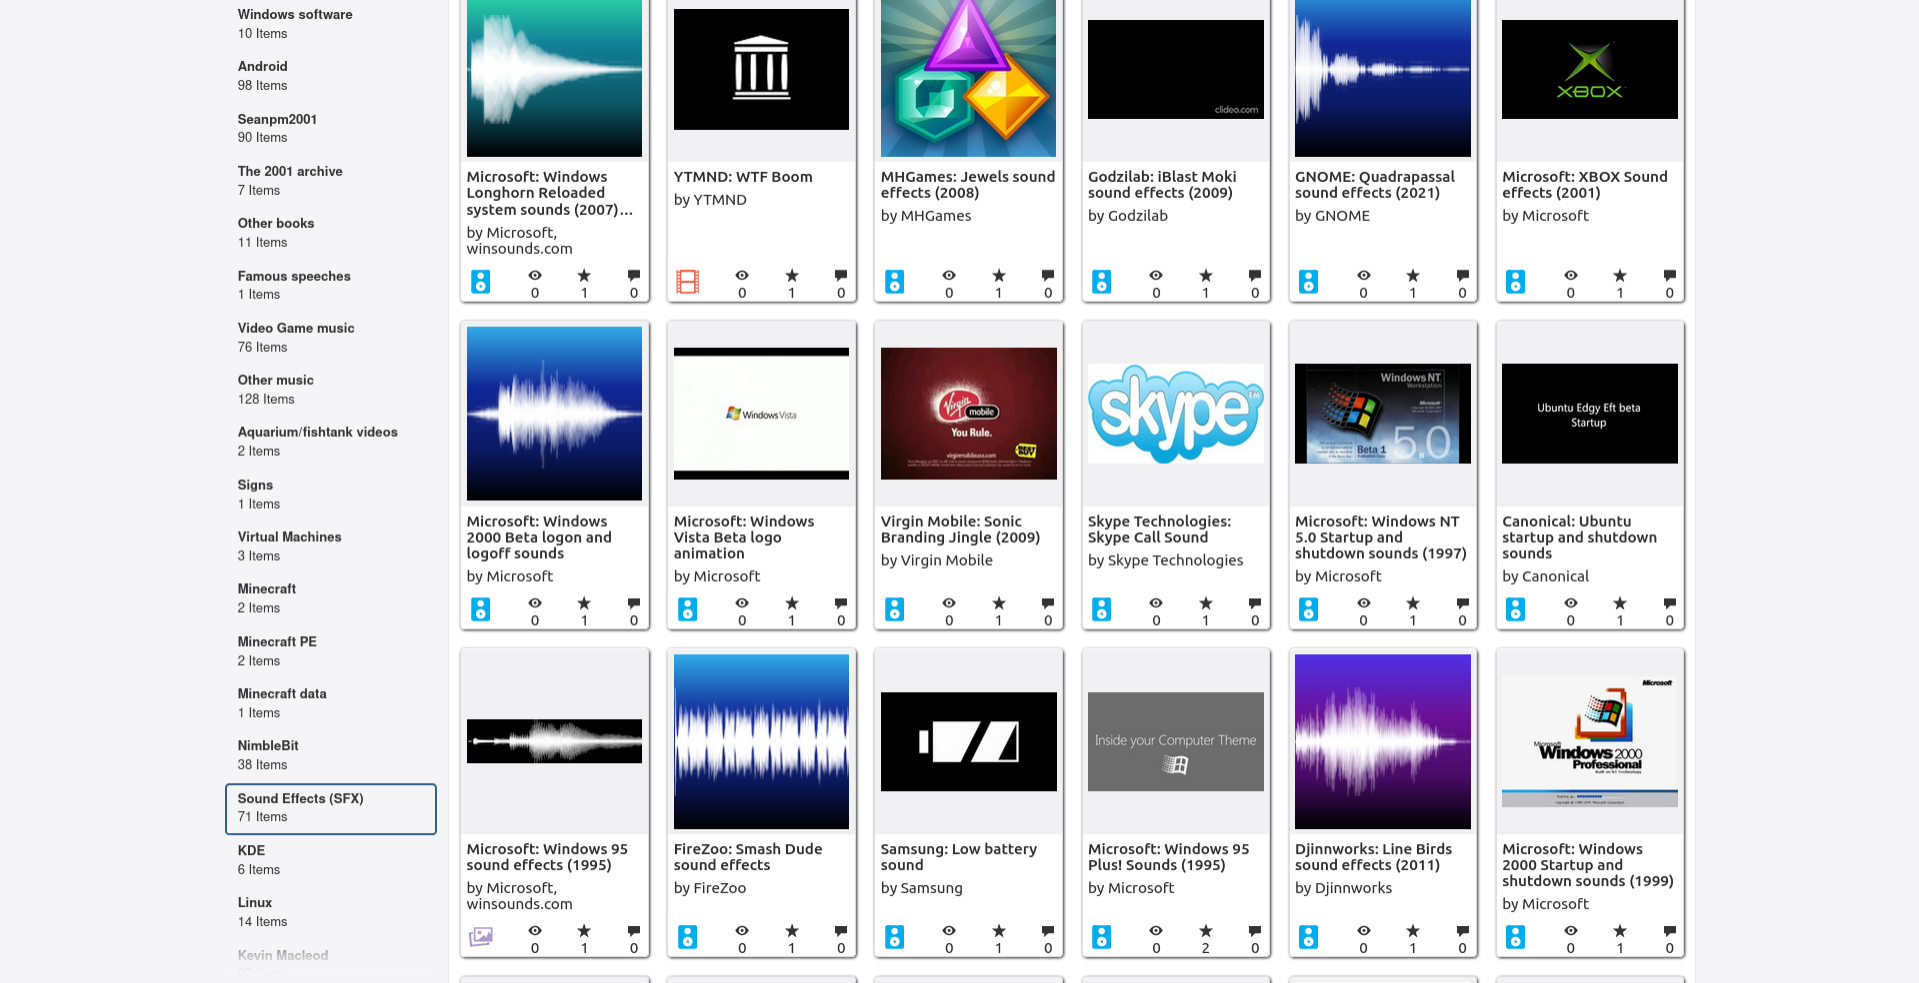 Windows software
10 Items
Android
98 Items
Seanpm2001
90 Items
The 2001 archive
7 Items
Other books
11 Items
Famous speeches
1 Items
Video Game music
76 Items
Other music
128 Items
Aquarium/fishtank videos
2 Items
Signs
1 Items
Virtual Machines
3 Items
Minecraft
2 Items
Minecraft PE
2 Items
Minecraft data
1 Items
NimbleBit
38 Items
Sound Effects (SFX)
71 Items
KDE
6 Items
Linux
14 Items
Kevin Macleod
Microsoft: Windows
Longhorn Reloaded
system sounds (2007)...
by Microsoft,
winsounds.com
0 1 0
YTMND: WTF Boom
by YTMND
0 1 0
MHGames: Jewels sound
effects (2008)
by MHGames
0 1 0
clideo.com
Godzilab: iBlast Moki
sound effects (2009)
by Godzilab
0 1 0
GNOME: Quadrapassal
sound effects (2021)
by GNOME
0 1 0
XBOX
Microsoft: XBOX Sound
effects (2001)
by Microsoft
0 1 0
Microsoft: Windows
2000 Beta logon and
logoff sounds
by Microsoft
0 1 0
Windows Vista
Microsoft: Windows
Vista Beta logo
animation
by Microsoft
0 1 0
Virgin
mobile
You Rule.
virginmobileusa.com
BEST
BUY
Virgin Mobile: Sonic
Branding Jingle (2009)
by Virgin Mobile
0 1 0
skype
TM
Skype Technologies:
Skype Call Sound
by Skype Technologies
0 1 0
Windows NT
Workstation
Microsoft
5.0
Beta 1
Microsoft: Windows NT
5.0 Startup and
shutdown sounds (1997)
by Microsoft
0 1 0
Ubuntu Edgy Eft beta
Startup
Canonical: Ubuntu
startup and shutdown
sounds
by Canonical
0 1 0
Microsoft: Windows 95
sound effects (1995)
by Microsoft,
winsounds.com
0 1 0
FireZoo: Smash Dude
sound effects
by FireZoo
0 1 0
Samsung: Low battery
sound
by Samsung
0 1 0
Inside your Computer Theme
Microsoft: Windows 95
Plus! Sounds (1995)
by Microsoft
0 2 0
Djinnworks: Line Birds
sound effects (2011)
by Djinnworks
0 1 0
Microsoft
Microsoft
Windows 2000
Professional
Built on NT Technology
Microsoft: Windows
2000 Startup and
shutdown sounds (1999)
by Microsoft
0 1 0